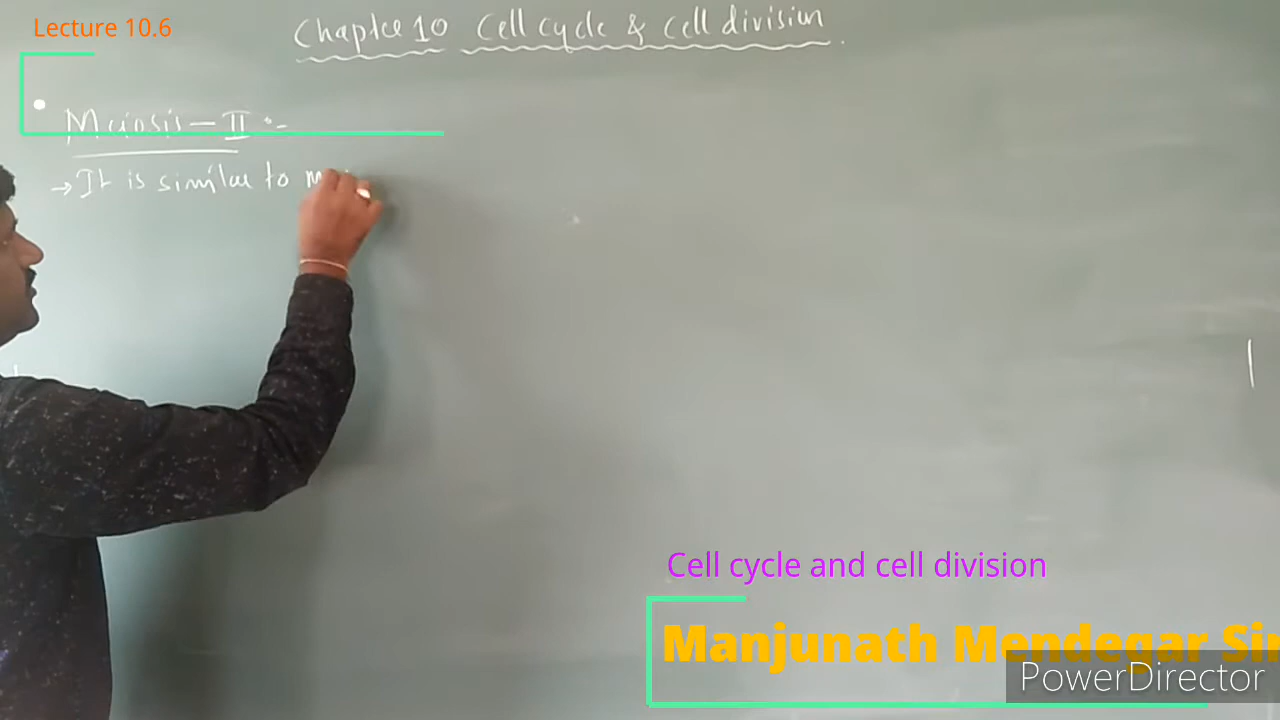 Lecture 10.6
Chapter 10 Cell cycle & cell division.
Meiosis – II :-
→ It is similar to
Cell cycle and cell division
Manjunath Mendegar
PowerDirector